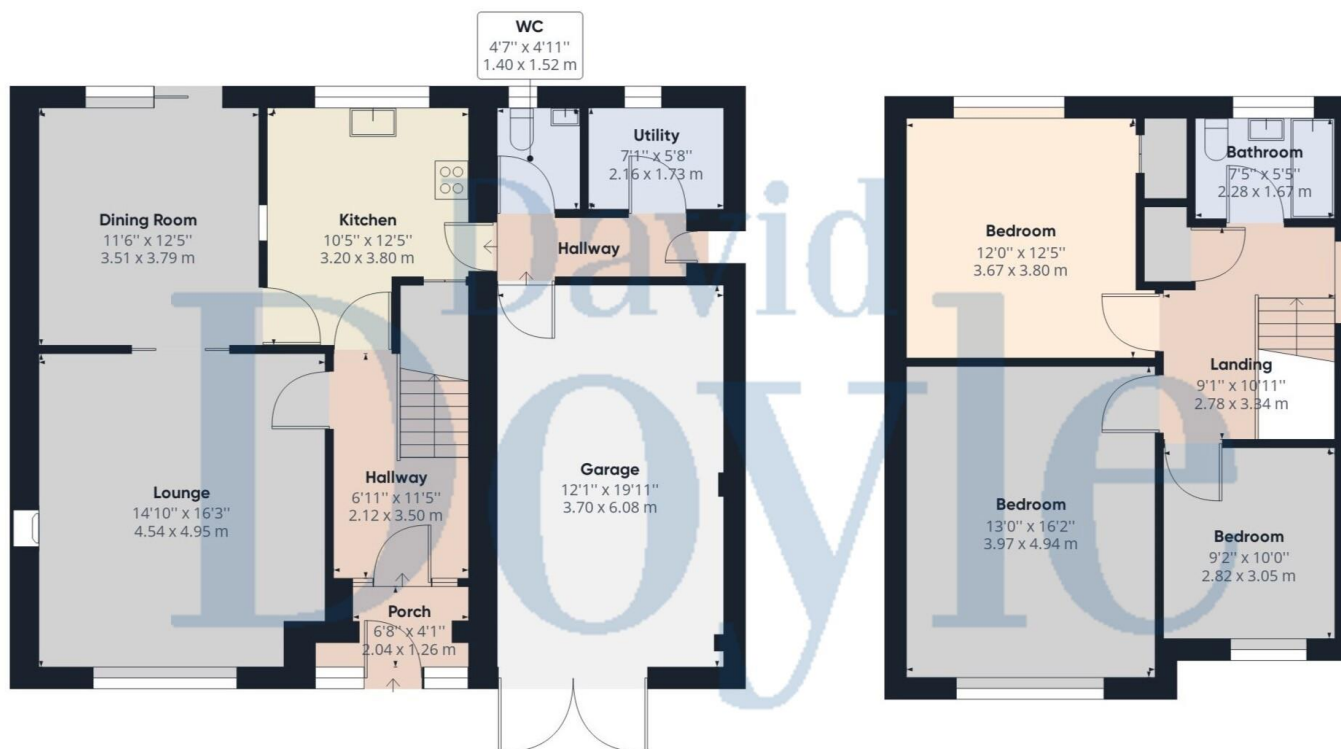 WC
4'7'' x 4'11''
1.40 x 1.52 m
Utility
7'1'' x 5'8''
2.16 x 1.73 m
Dining Room
11'6'' x 12'5''
3.51 x 3.79 m
Kitchen
10'5'' x 12'5''
3.20 x 3.80 m
Hallway
Lounge
14'10'' x 16'3''
4.54 x 4.95 m
Hallway
6'11'' x 11'5''
2.12 x 3.50 m
Garage
12'1'' x 19'11''
3.70 x 6.08 m
Porch
6'8'' x 4'1''
2.04 x 1.26 m
Bedroom
12'0'' x 12'5''
3.67 x 3.80 m
Bathroom
7'5'' x 5'5''
2.28 x 1.67 m
Landing
9'1'' x 10'11''
2.78 x 3.34 m
Bedroom
13'0'' x 16'2''
3.97 x 4.94 m
Bedroom
9'2'' x 10'0''
2.82 x 3.05 m
David
Doyle